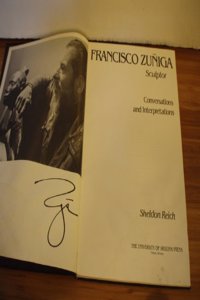 FRANCISCO ZUÑIGA
Sculptor
Conversations
and Interpretations
Sheldon Reich
THE UNIVERSITY OF ARIZONA PRESS